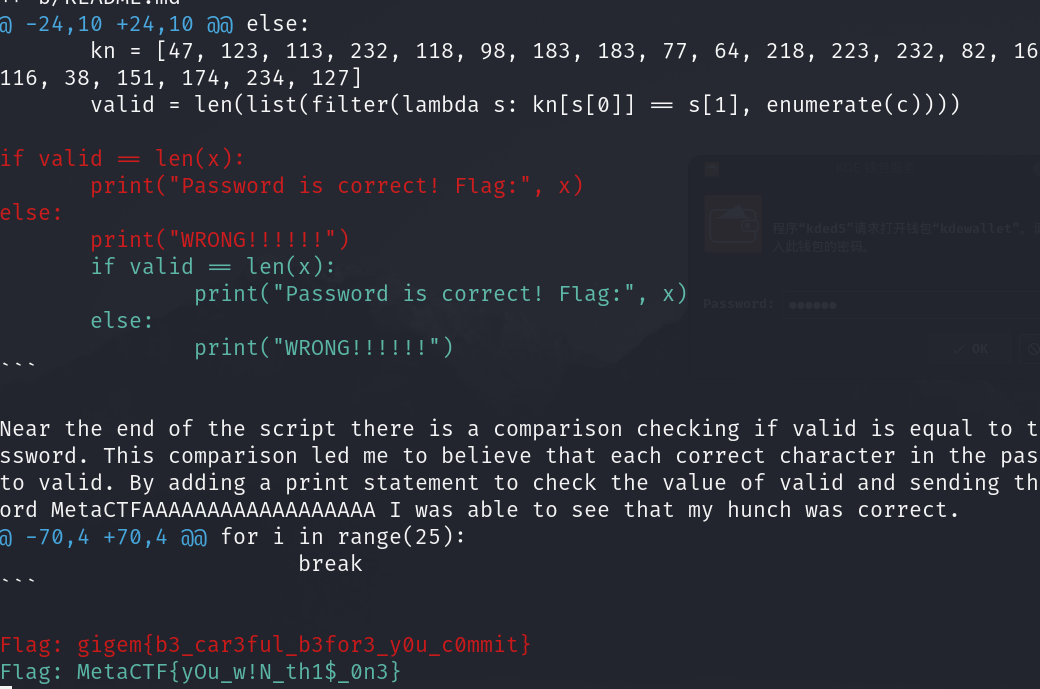 b/README.md
@ -24,10 +24,10 @@ else:
kn = [47, 123, 113, 232, 118, 98, 183, 183, 77, 64, 218, 223, 232, 82, 16
116, 38, 151, 174, 234, 127]
valid = len(list(filter(lambda s: kn[s[0]] == s[1], enumerate(c))))
if valid == len(x):
print("Password is correct! Flag:", x)
else:
print("WRONG!!!!!!")
if valid == len(x):
print("Password is correct! Flag:", x)
else:
print("WRONG!!!!!!")
程序“kded5”请求打开钱包“kdewallet”。
入此钱包的密码。
Password: ●●●●●●
OK
```
Near the end of the script there is a comparison checking if valid is equal to t
ssword. This comparison led me to believe that each correct character in the pas
to valid. By adding a print statement to check the value of valid and sending th
ord MetaCTFAAAAAAAAAAAAAAAAAA I was able to see that my hunch was correct.
@ -70,4 +70,4 @@ for i in range(25):
break
```
Flag: gigem{b3_car3ful_b3for3_y0u_c0mmit}
Flag: MetaCTF{yOu_w!N_th1$_0n3}